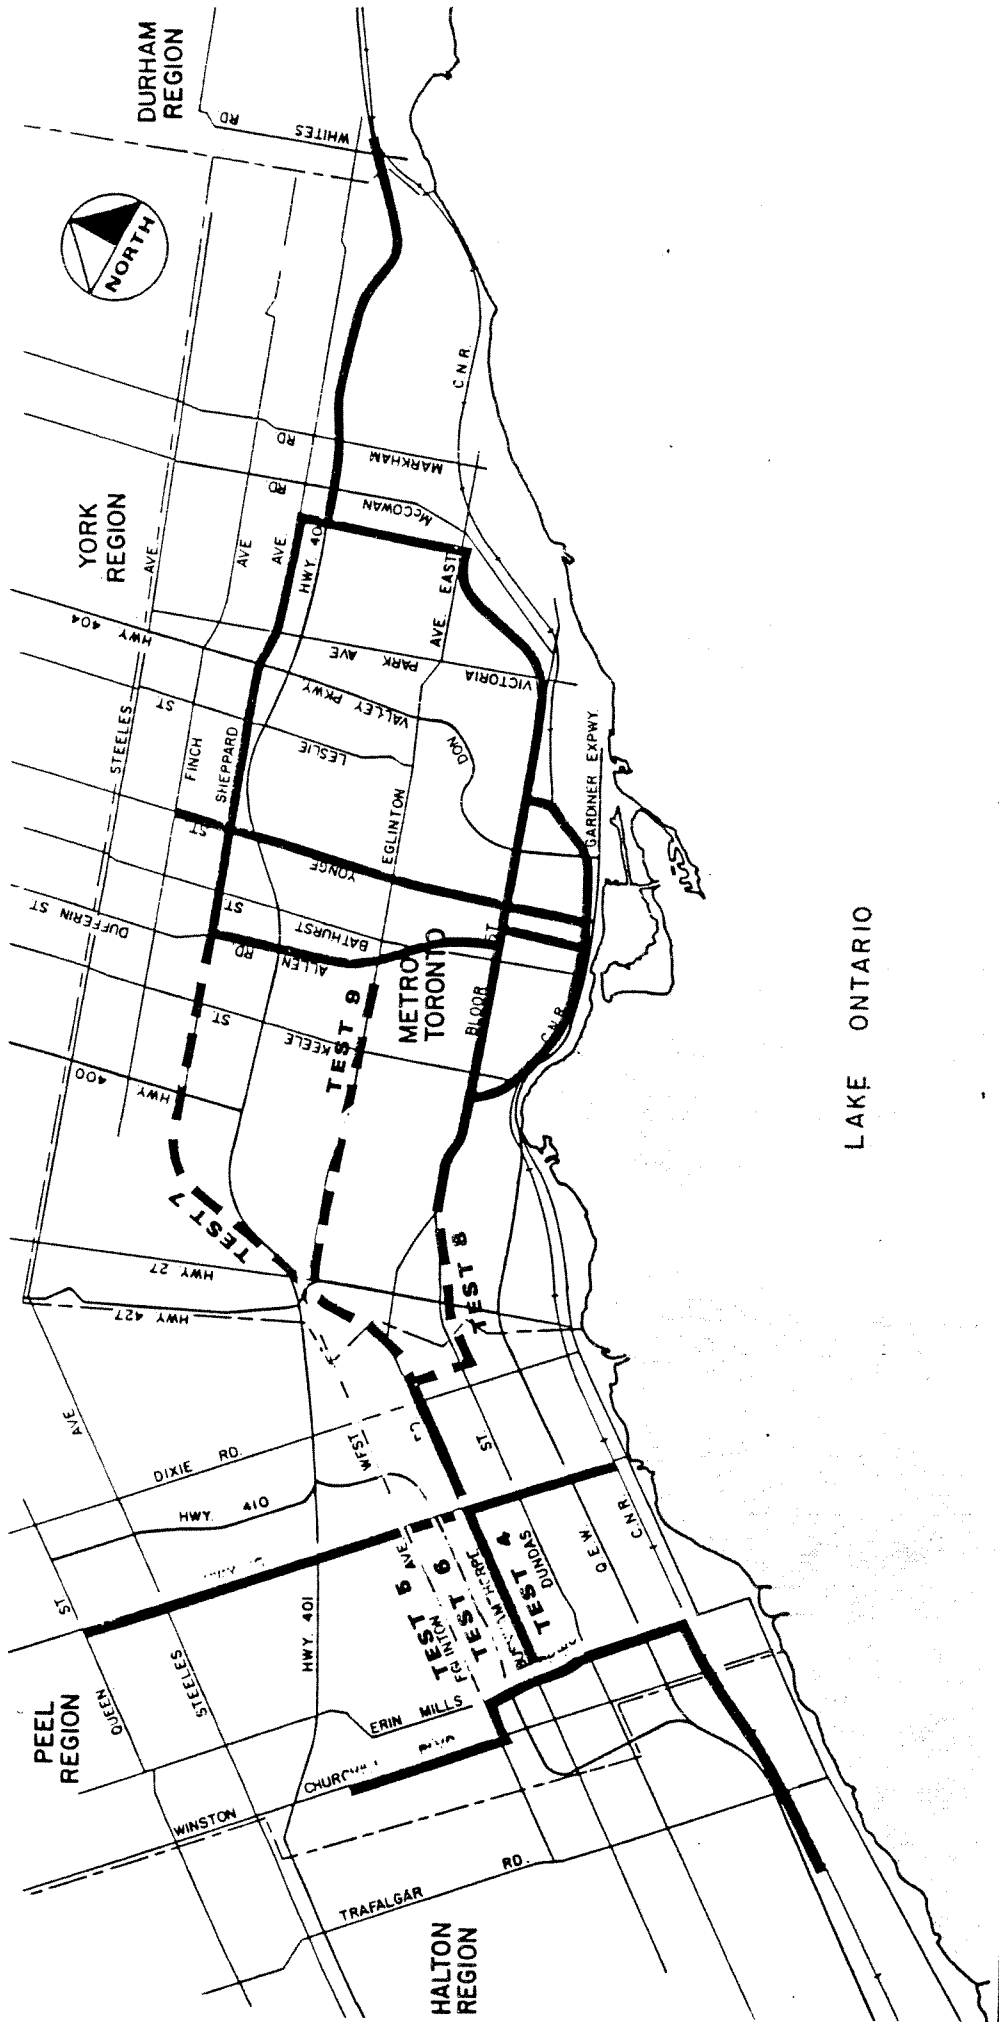 DURHAM
REGION
WHITES
RD
NORTH
YORK
REGION
MARKHAM
RD
McCOWAN
RD
C.N.R.
AVE
AVE
AVE.
HWY. 40
AVE. EAST
HWY 404
VICTORIA
PARK
AVE
STEELES
FINCH
SHEPPARD
ST
LESLIE
VALLEY PKWY
DON
EGLINTON
GARDINER EXPWY.
ST
YONGE
ST
BATHURST
DUFFERIN ST
ALLEN
RD.
ST
KEELE
METRO
TORONTO
BLOOR
ST
C.N.R.
HWY 400
TEST 9
TEST 7
TEST 8
HWY 27
HWY 427
LAKE ONTARIO
AVE
DIXIE RD.
HWY. 410
WEST
ST
ST
AVE
TEST 5
TEST 6
TEST 4
DUNDAS
Q.E.W.
C.N.R.
HWY. 401
STEELES
QUEEN
PEEL
REGION
ERIN MILLS
WINSTON
TRAFALGAR
RD.
HALTON
REGION